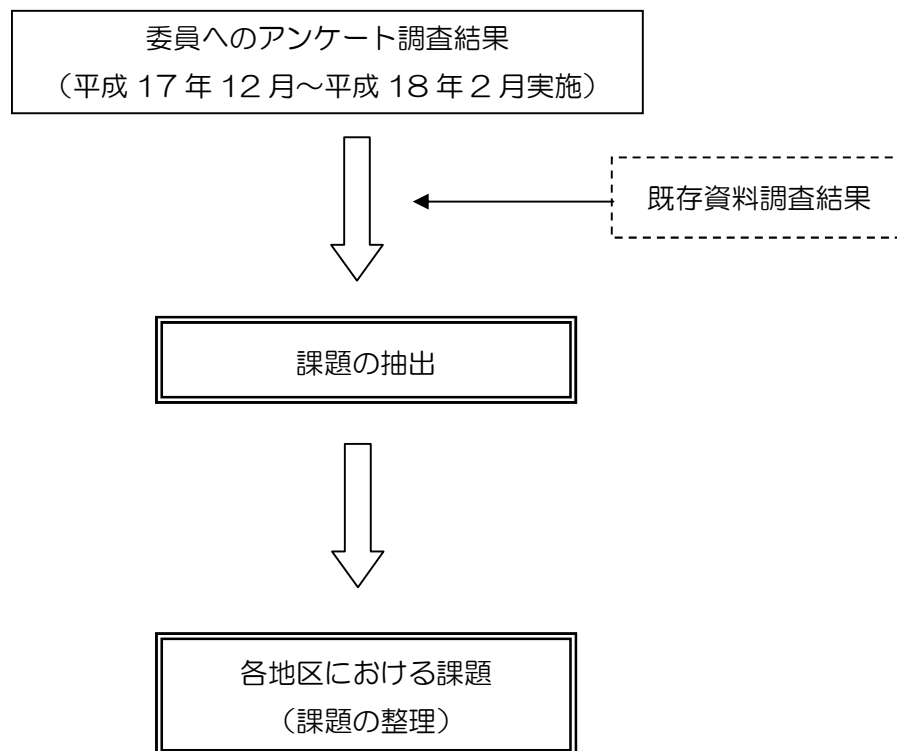 委員へのアンケート調査結果
（平成 17 年 12 月～平成 18 年 2 月実施）
既存資料調査結果
課題の抽出
各地区における課題
（課題の整理）